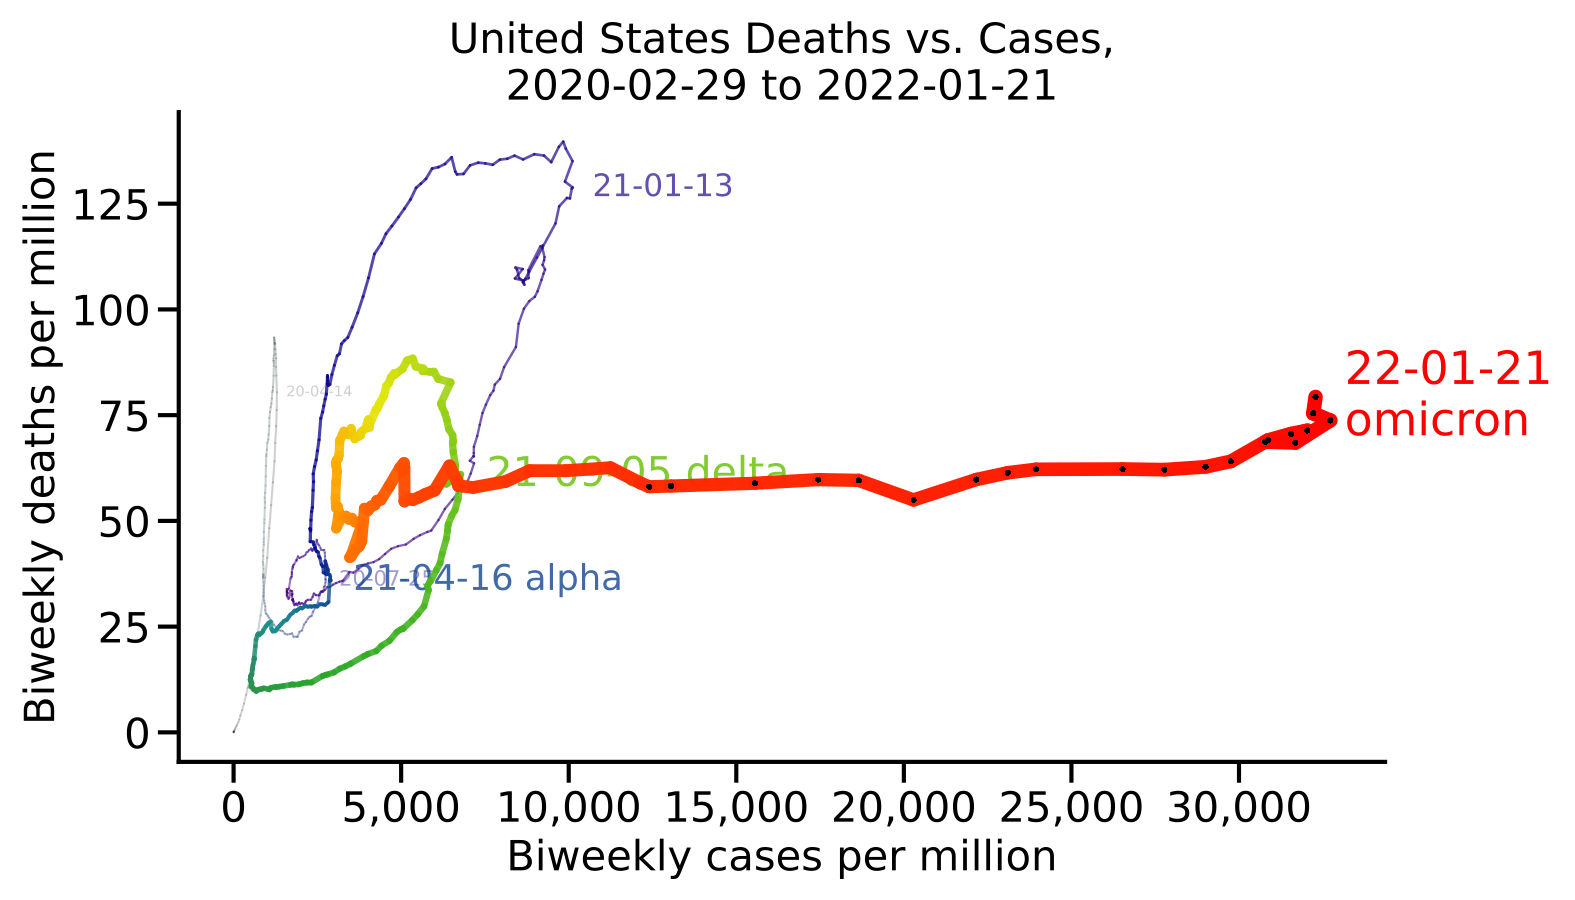 United States Deaths vs. Cases,
2020-02-29 to 2022-01-21
Biweekly deaths per million
125
100
75
50
25
0
21-01-13
20-04-14
22-01-21
omicron
21-09-05 delta
20-07-25
21-04-16 alpha
0
5,000
10,000
15,000
20,000
25,000
30,000
Biweekly cases per million